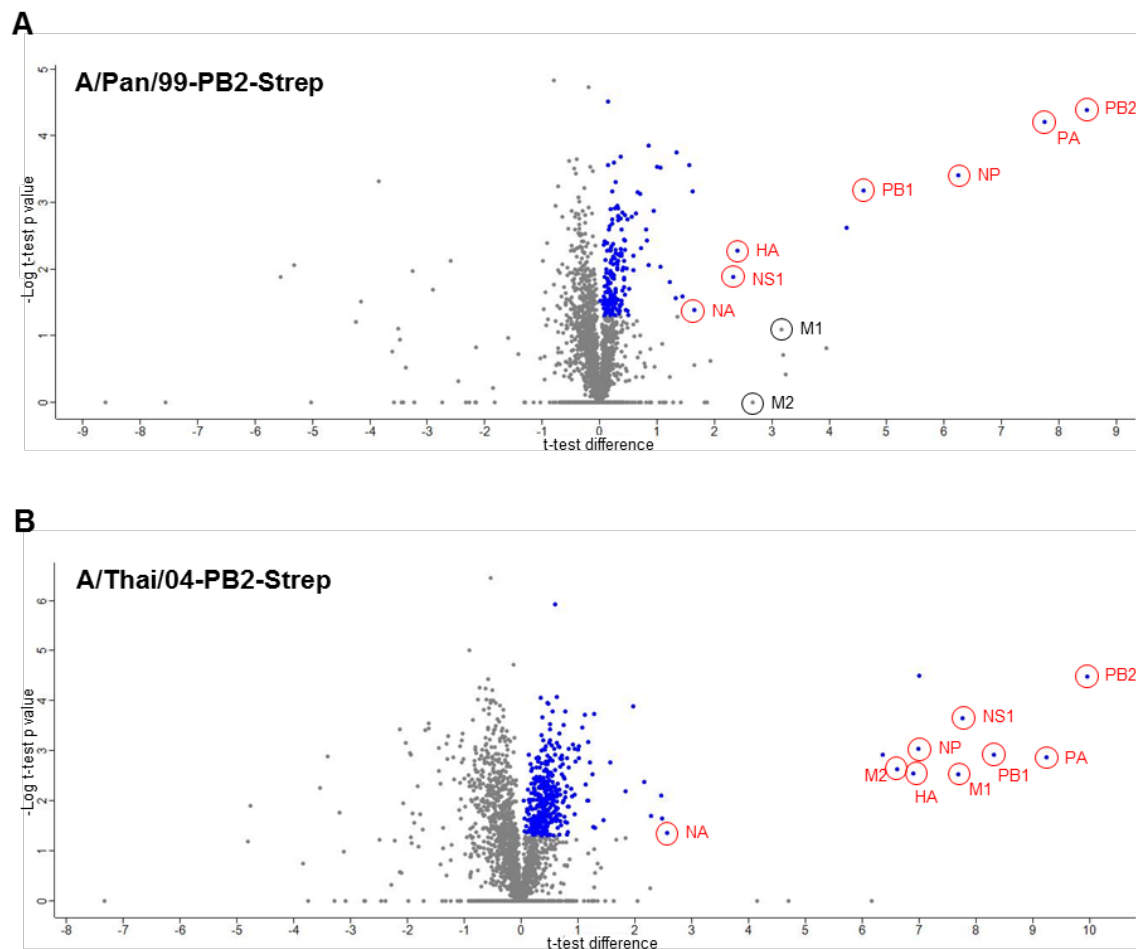 A
A/Pan/99-PB2-Strep
-Log t-test p value
5
4
3
2
1
0
PB2
PA
NP
PB1
HA
NS1
NA
M1
M2
-9 -8 -7 -6 -5 -4 -3 -2 -1 0 1 2 3 4 5 6 7 8 9
t-test difference
B
A/Thai/04-PB2-Strep
-Log t-test p value
6
5
4
3
2
1
0
PB2
NS1
NP
PA
M2
PB1
M1
HA
NA
-8 -7 -6 -5 -4 -3 -2 -1 0 1 2 3 4 5 6 7 8 9 10
t-test difference